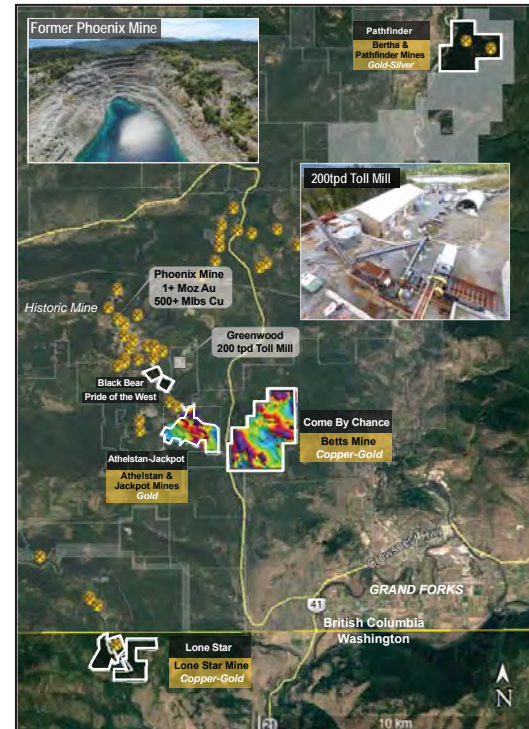 Former Phoenix Mine
Pathfinder
Bertha &
Pathfinder Mines
Gold-Silver
200tpd Toll Mill
Phoenix Mine
1+ Moz Au
500+ Mlbs Cu
Historic Mine
Greenwood
200 tpd Toll Mill
Black Bear
Pride of the West
Come By Chance
Betts Mine
Copper-Gold
Athelstan-Jackpot
Athelstan &
Jackpot Mines
Gold
Crowsnest Hwy
GRAND FORKS
41
British Columbia
Washington
Lone Star
Lone Star Mine
Copper-Gold
N
21
10 km